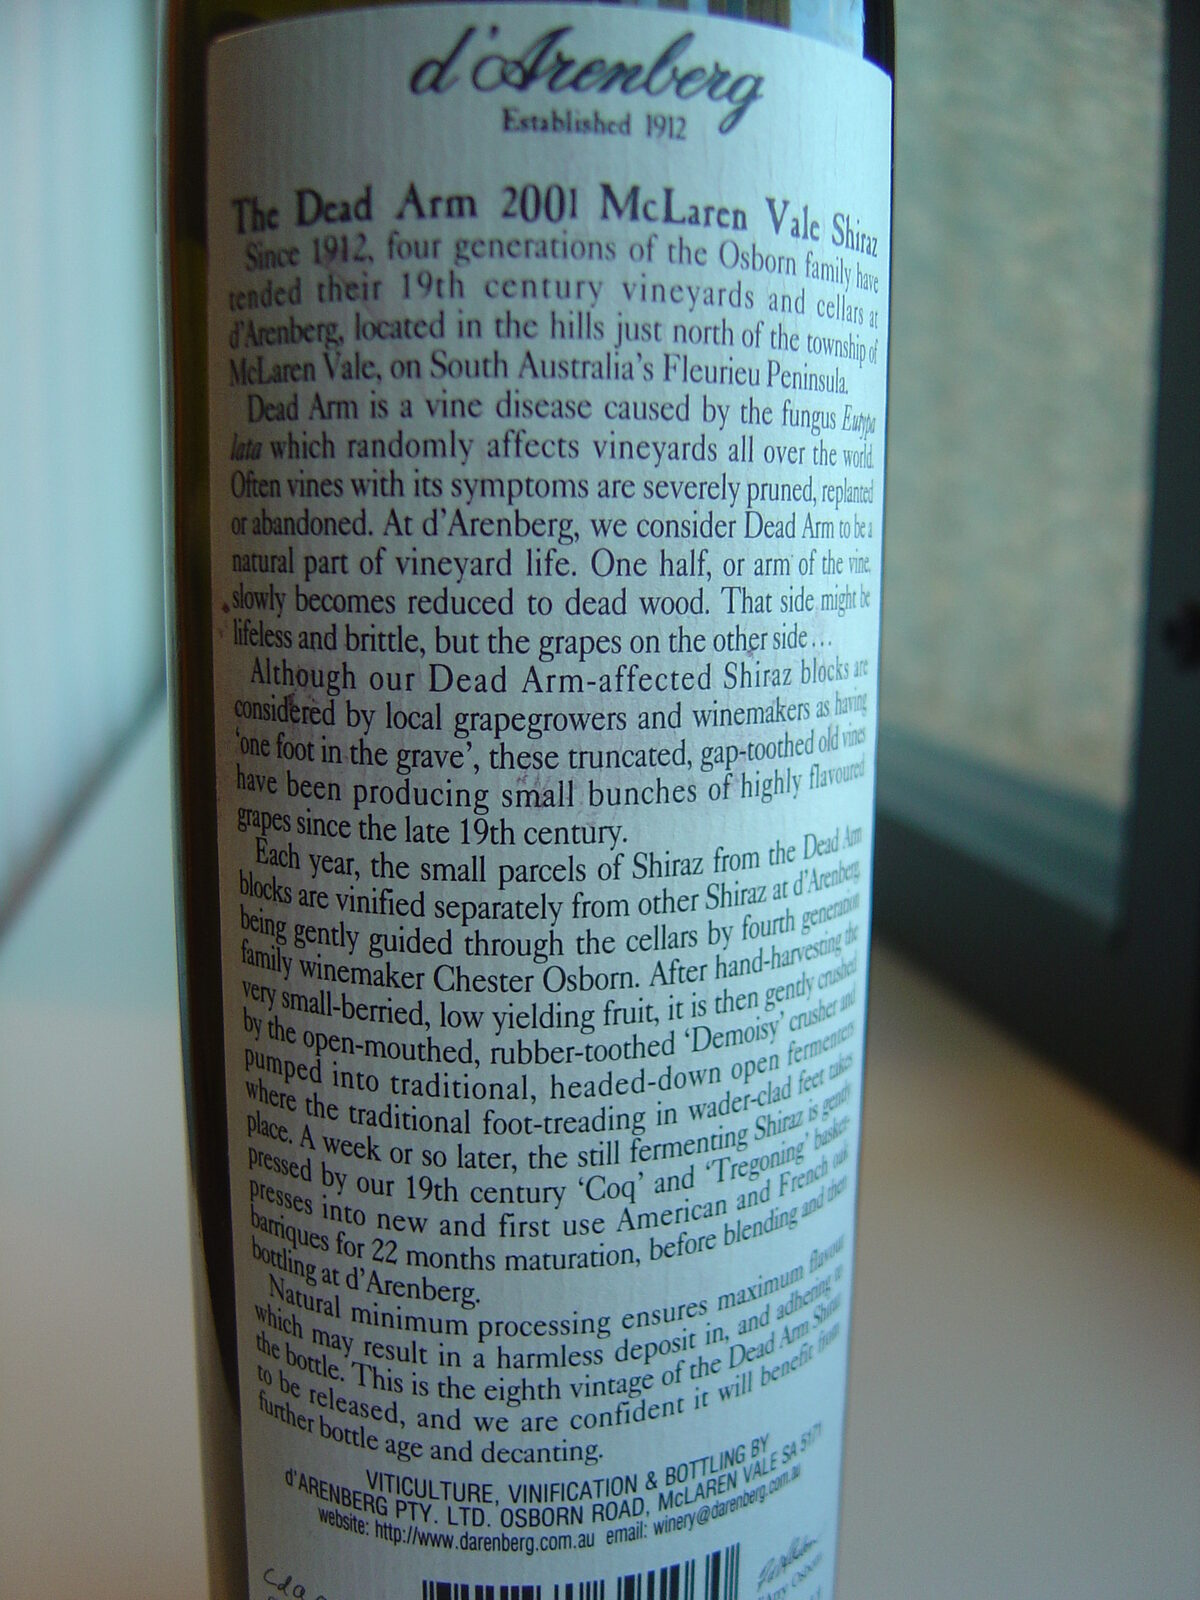 d'Arenberg
Established 1912
The Dead Arm 2001 McLaren Vale Shiraz
Since 1912, four generations of the Osborn family have
tended their 19th century vineyards and cellars at
d'Arenberg, located in the hills just north of the township of
McLaren Vale, on South Australia's Fleurieu Peninsula.
Dead Arm is a vine disease caused by the fungus Eutypa
lata which randomly affects vineyards all over the world.
Often vines with its symptoms are severely pruned, replanted
or abandoned. At d'Arenberg, we consider Dead Arm to be a
natural part of vineyard life. One half, or arm of the vine,
slowly becomes reduced to dead wood. That side might be
lifeless and brittle, but the grapes on the other side...
Although our Dead Arm-affected Shiraz blocks are
considered by local grapegrowers and winemakers as having
'one foot in the grave', these truncated, gap-toothed old vines
have been producing small bunches of highly flavoured
grapes since the late 19th century.
Each year, the small parcels of Shiraz from the Dead Arm
blocks are vinified separately from other Shiraz at d'Arenberg,
being gently guided through the cellars by fourth generation
family winemaker Chester Osborn. After hand-harvesting the
very small-berried, low yielding fruit, it is then gently crushed
by the open-mouthed, rubber-toothed 'Demoisy' crusher and
pumped into traditional, headed-down open fermenters
where the traditional foot-treading in wader-clad feet takes
place. A week or so later, the still fermenting Shiraz is gently
pressed by our 19th century 'Coq' and 'Tregoning' basket-
presses into new and first use American and French oak
barriques for 22 months maturation, before blending and then
bottling at d'Arenberg.
Natural minimum processing ensures maximum flavour
which may result in a harmless deposit in, and adhering to
the bottle. This is the eighth vintage of the Dead Arm Shiraz
to be released, and we are confident it will benefit from
further bottle age and decanting.
VITICULTURE, VINIFICATION & BOTTLING BY
d'ARENBERG PTY. LTD. OSBORN ROAD, McLAREN VALE SA 5171
website: http://www.darenberg.com.au email: winery@darenberg.com.au